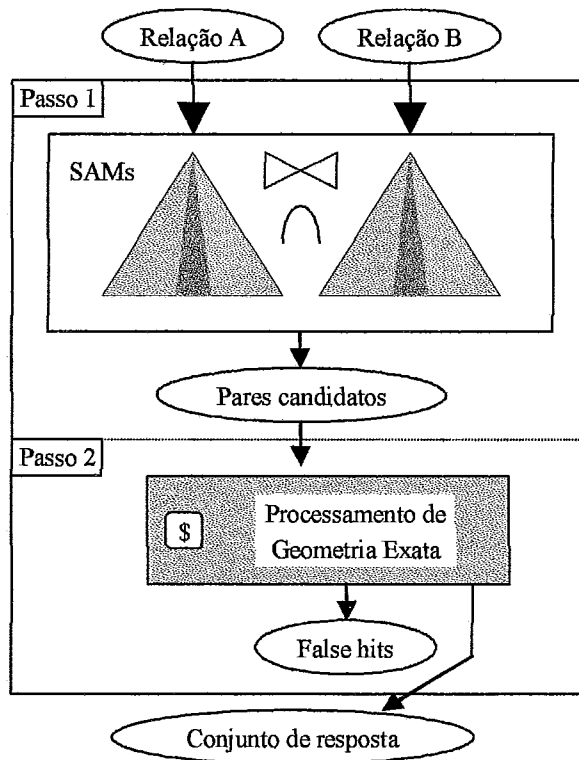 Relação A
Relação B
Passo 1
SAMs
Pares candidatos
Passo 2
$
Processamento de
Geometria Exata
False hits
Conjunto de resposta